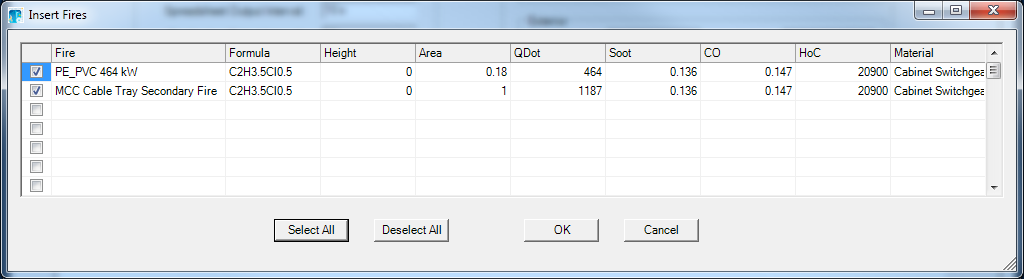 Insert Fires
Fire Formula Height Area QDot Soot CO HoC Material
PE_PVC 464 kW C2H3.5Cl0.5 0 0.18 464 0.136 0.147 20900 Cabinet Switchgea
MCC Cable Tray Secondary Fire C2H3.5Cl0.5 0 1 1187 0.136 0.147 20900 Cabinet Switchgea
Select All Deselect All OK Cancel